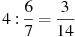 4 : 6/7 = 3/14